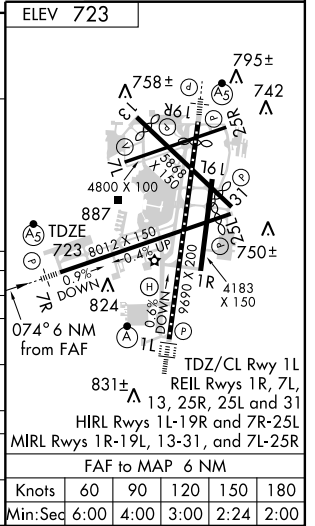 ELEV 723
795±
758±
A5
742
P
13
19R
P
25R
V
P
7L
5868 X 150
4800 X 100
19L
31
887
25L
A5
TDZE 723
8012 X 150
P
750±
P
0.4% UP
0.9% DOWN
7R
H
1R
4183 X 150
824
9690 X 200
0.6% DOWN
074° 6 NM
from FAF
A
1L
P
TDZ/CL Rwy 1L
831±
REIL Rwys 1R, 7L,
13, 25R, 25L and 31
HIRL Rwys 1L-19R and 7R-25L
MIRL Rwys 1R-19L, 13-31, and 7L-25R
FAF to MAP 6 NM
Knots 60 90 120 150 180
Min:Sec 6:00 4:00 3:00 2:24 2:00